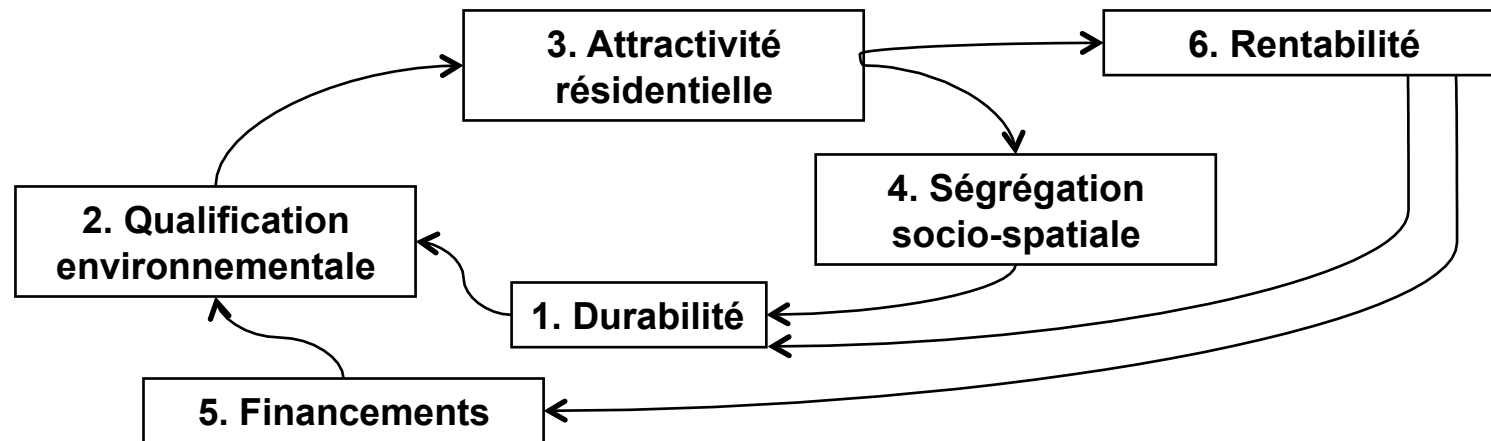 3. Attractivité
résidentielle
6. Rentabilité
4. Ségrégation
socio-spatiale
2. Qualification
environnementale
1. Durabilité
5. Financements